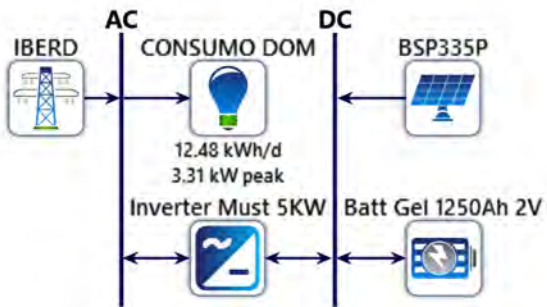 AC DC
IBERD CONSUMO DOM BSP335P
12.48 kWh/d
3.31 kW peak
Inverter Must 5KW Batt Gel 1250Ah 2V